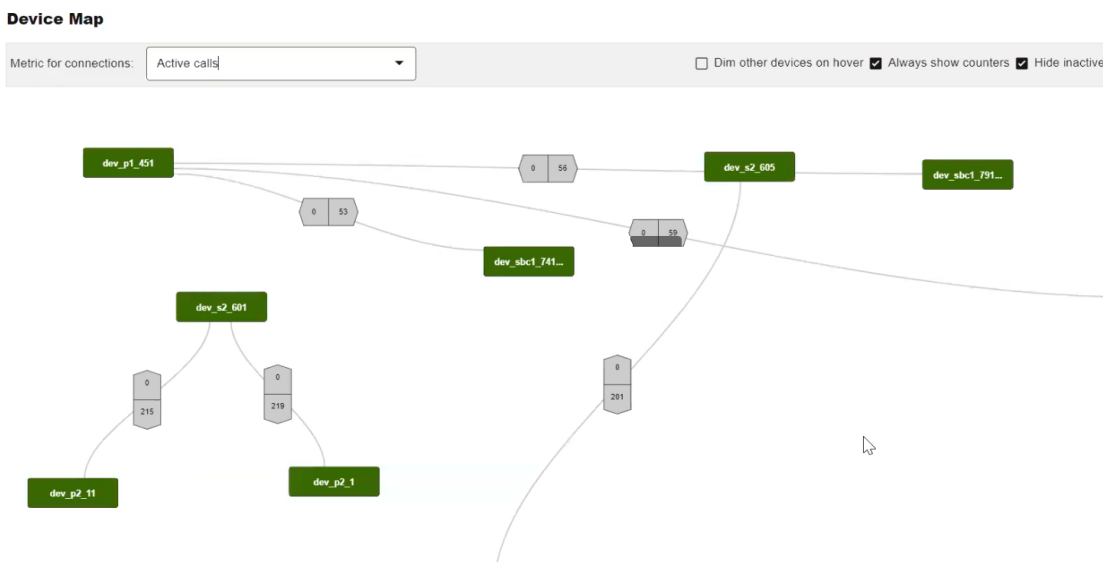 Device Map
Metric for connections: Active calls Dim other devices on hover Always show counters Hide inactive
dev_p1_451
0 56
dev_s2_605
dev_sbc1_791...
0 53
0 59
dev_sbc1_741...
dev_s2_601
0
215
0
219
0
201
dev_p2_11
dev_p2_1